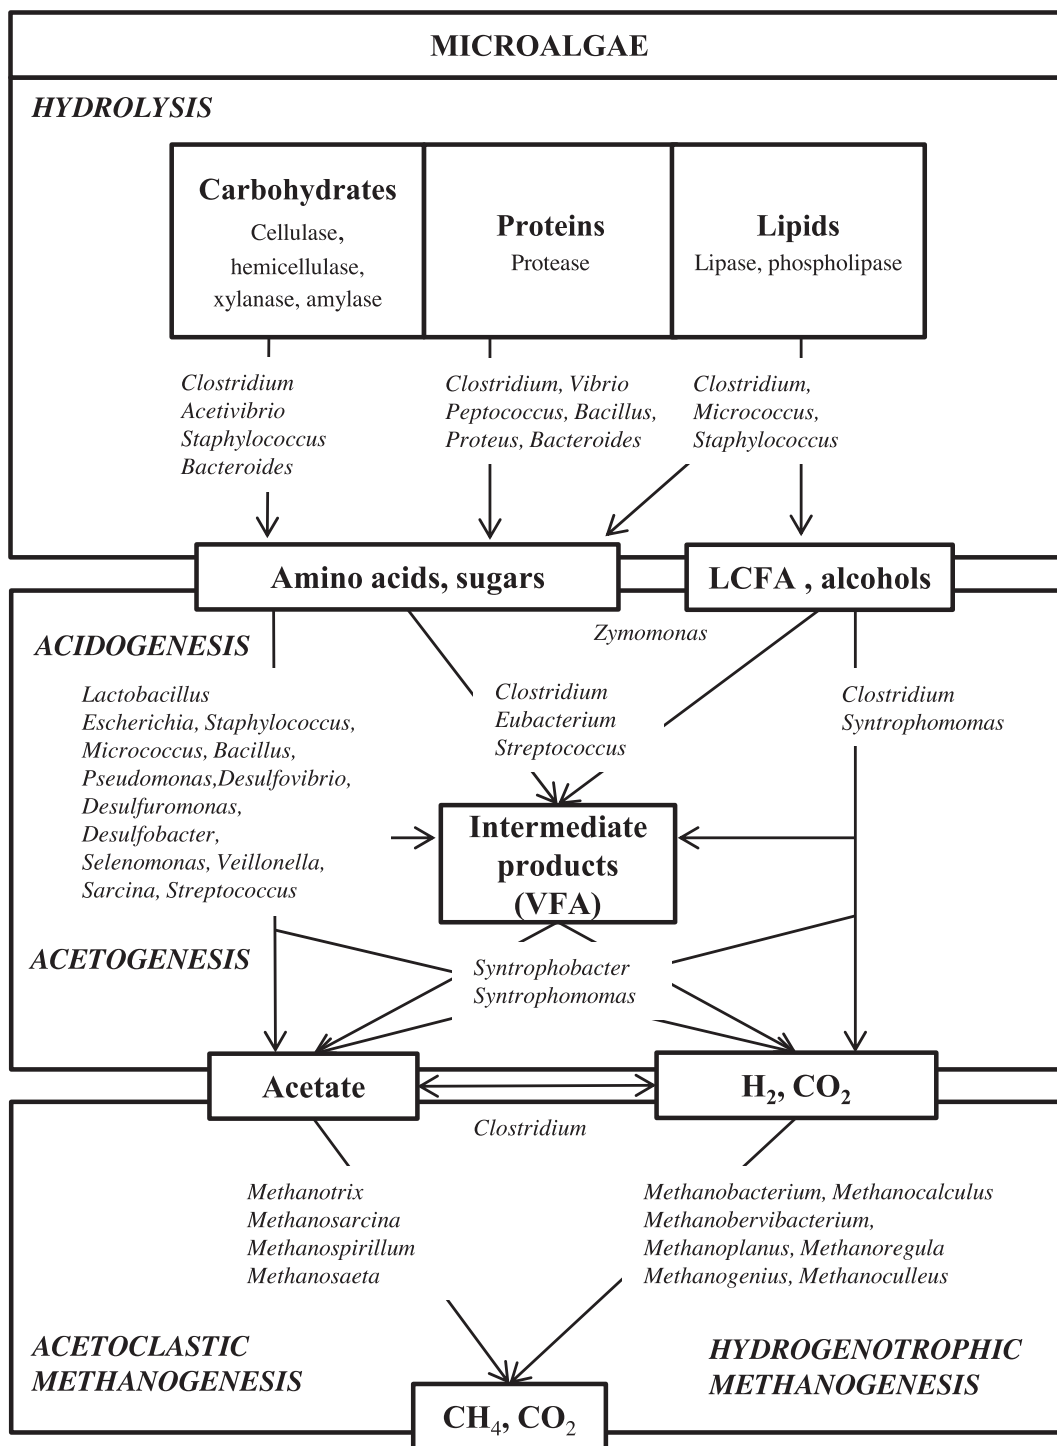 MICROALGAE
HYDROLYSIS
Carbohydrates
Cellulase,
hemicellulase,
xylanase, amylase
Proteins
Protease
Lipids
Lipase, phospholipase
Clostridium
Acetivibrio
Staphylococcus
Bacteroides
Clostridium, Vibrio
Peptococcus, Bacillus,
Proteus, Bacteroides
Clostridium,
Micrococcus,
Staphylococcus
Amino acids, sugars
LCFA , alcohols
ACIDOGENESIS
Zymomonas
Lactobacillus
Escherichia, Staphylococcus,
Micrococcus, Bacillus,
Pseudomonas,Desulfovibrio,
Desulfuromonas,
Desulfobacter,
Selenomonas, Veillonella,
Sarcina, Streptococcus
Clostridium
Eubacterium
Streptococcus
Clostridium
Syntrophomomas
Intermediate
products
(VFA)
ACETOGENESIS
Syntrophobacter
Syntrophomomas
Acetate
H₂, CO₂
Clostridium
Methanotrix
Methanosarcina
Methanospirillum
Methanosaeta
Methanobacterium, Methanocalculus
Methanobervibacterium,
Methanoplanus, Methanoregula
Methanogenius, Methanoculleus
ACETOCLASTIC
METHANOGENESIS
HYDROGENOTROPHIC
METHANOGENESIS
CH₄, CO₂